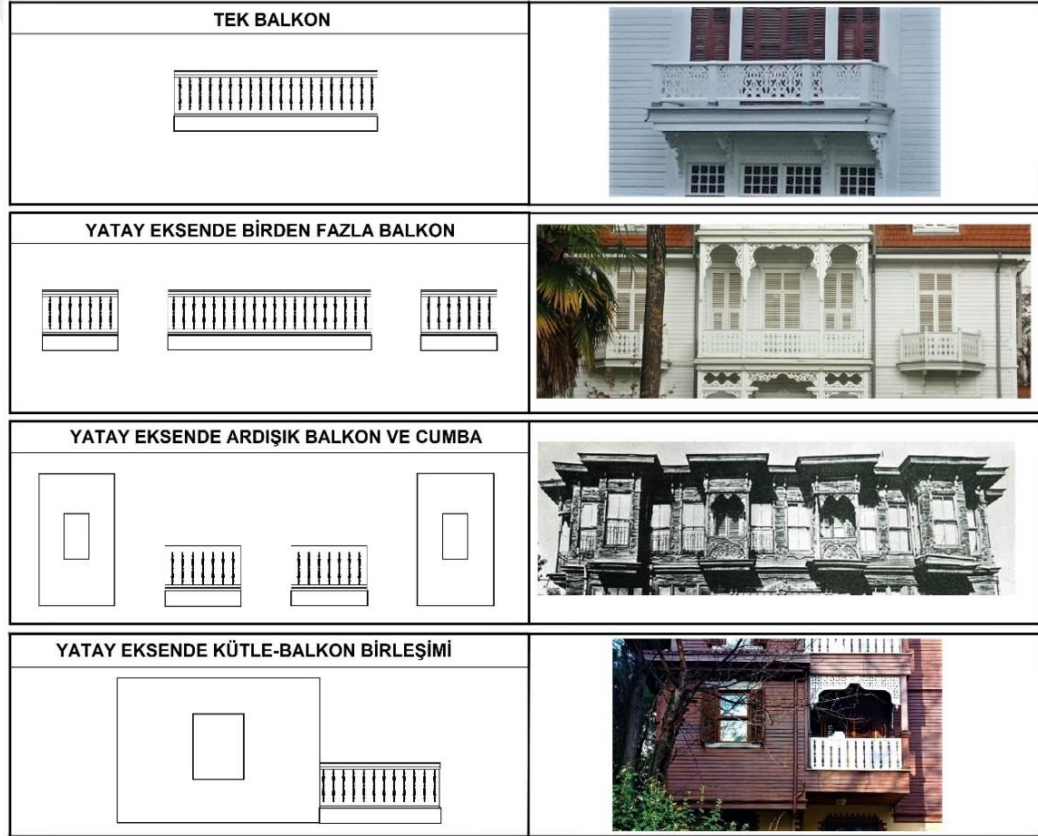 TEK BALKON
YATAY EKSENDE BİRDEN FAZLA BALKON
YATAY EKSENDE ARDIŞIK BALKON VE CUMBA
YATAY EKSENDE KÜTLE-BALKON BİRLEŞİMİ